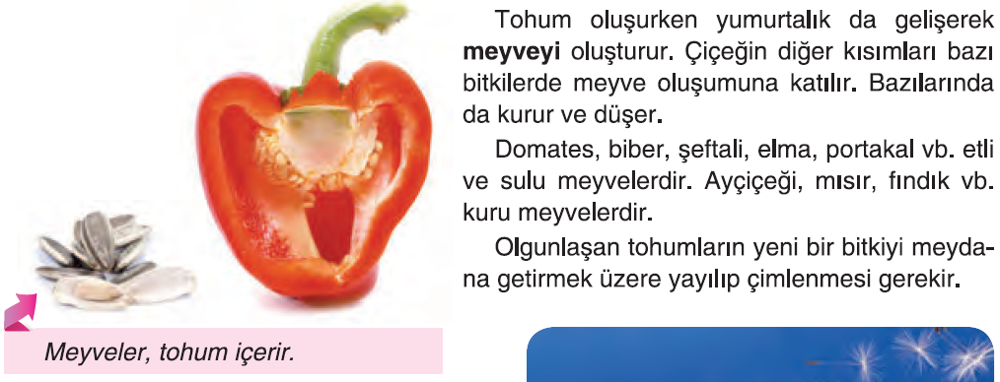 Tohum oluşurken yumurtalık da gelişerek
meyveyi oluşturur. Çiçeğin diğer kısımları bazı
bitkilerde meyve oluşumuna katılır. Bazılarında
da kurur ve düşer.
Domates, biber, şeftali, elma, portakal vb. etli
ve sulu meyvelerdir. Ayçiçeği, mısır, fındık vb.
kuru meyvelerdir.
Olgunlaşan tohumların yeni bir bitkiyi meyda-
na getirmek üzere yayılıp çimlenmesi gerekir.
Meyveler, tohum içerir.